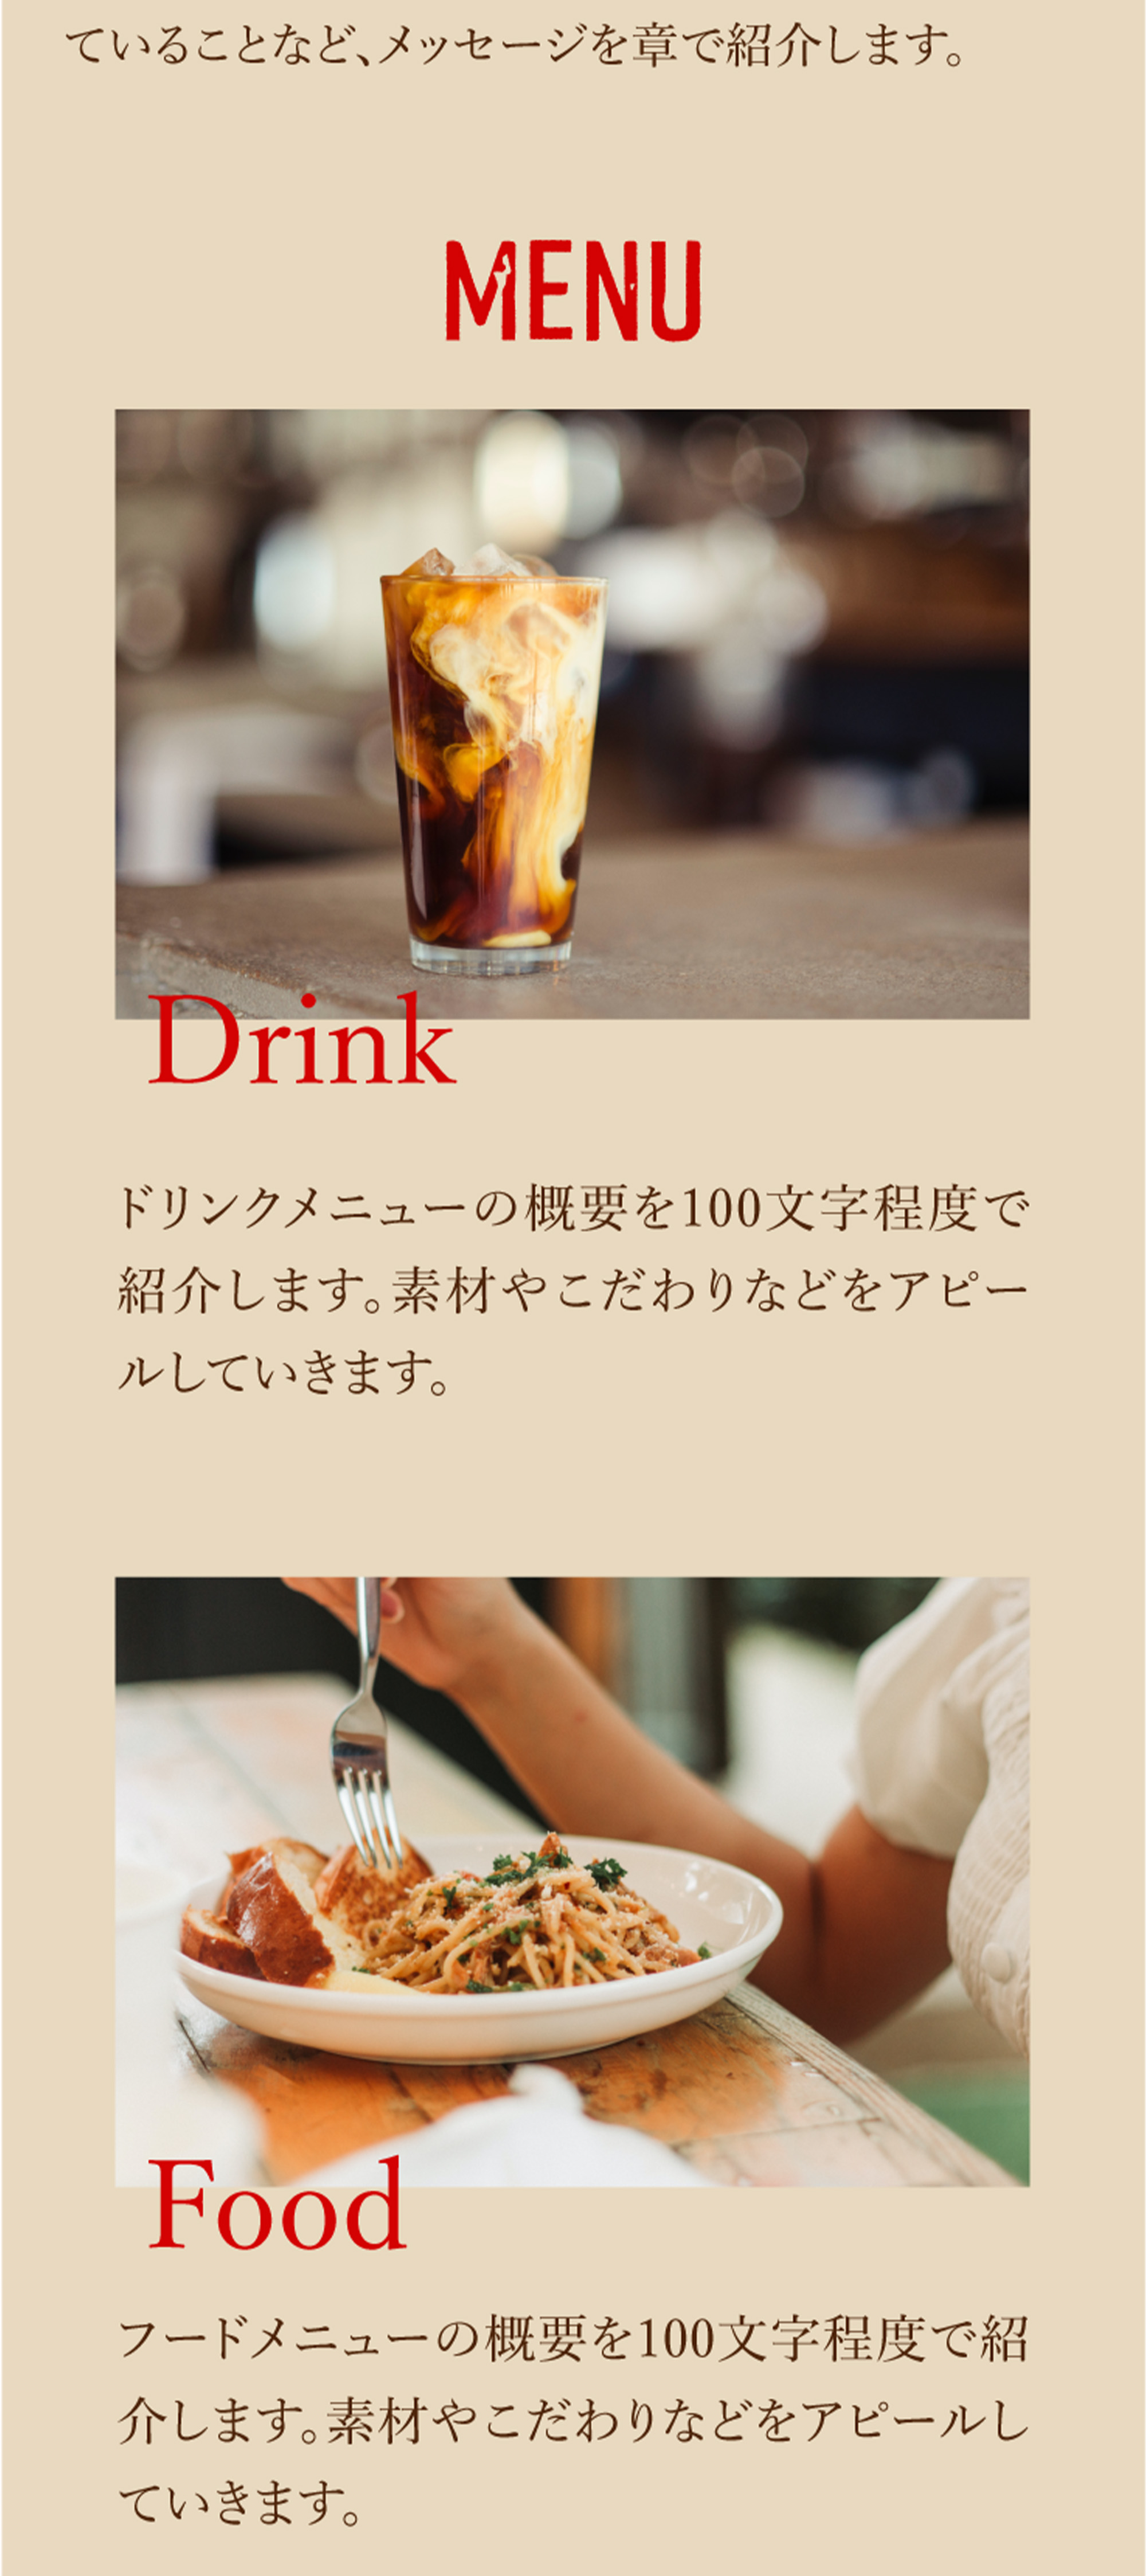 ていることなど、メッセージを章で紹介します。
MENU
Drink
ドリンクメニューの概要を100文字程度で
紹介します。素材やこだわりなどをアピー
ルしていきます。
Food
フードメニューの概要を100文字程度で紹
介します。素材やこだわりなどをアピールし
ていきます。